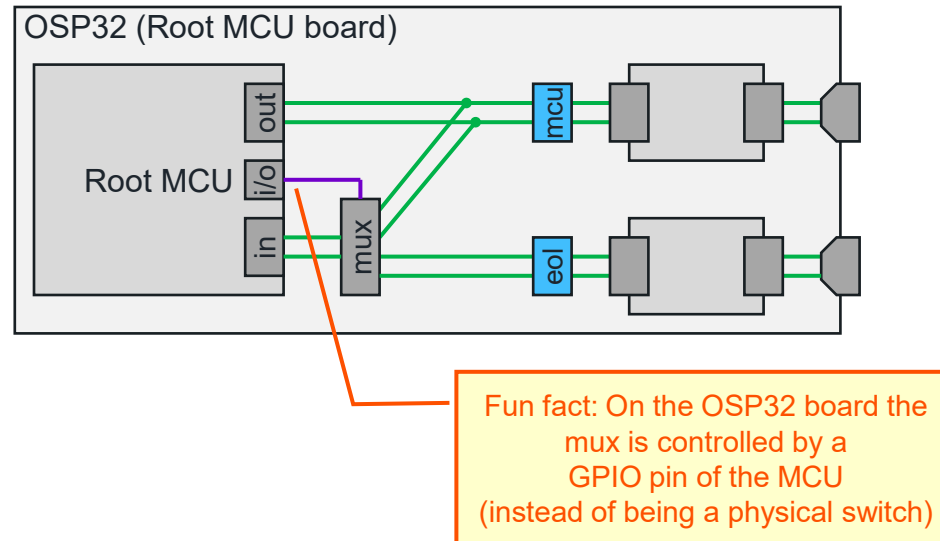 OSP32 (Root MCU board)
out
mcu
Root MCU
i/o
in
mux
eol
Fun fact: On the OSP32 board the
mux is controlled by a
GPIO pin of the MCU
(instead of being a physical switch)